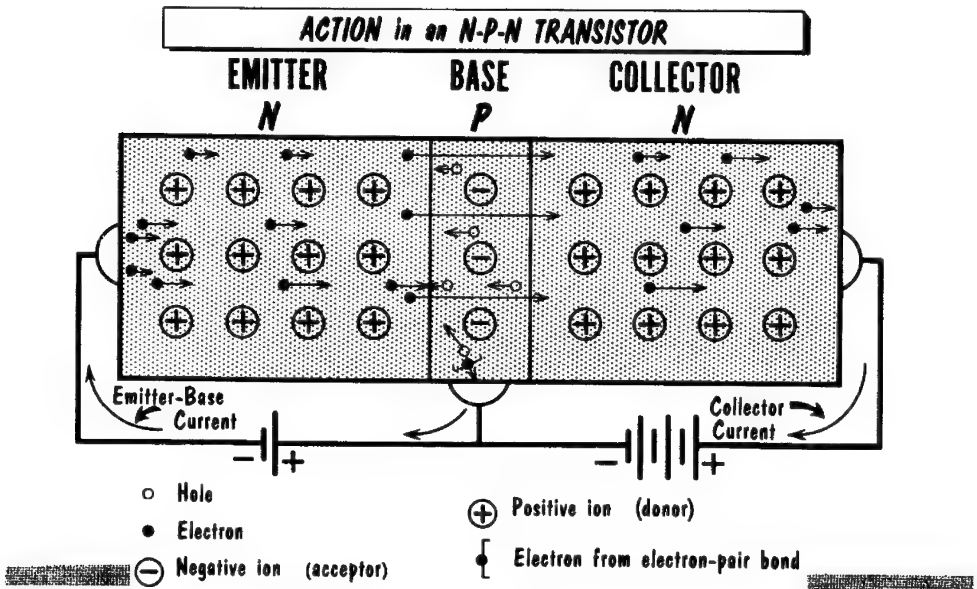 ACTION in an N-P-N TRANSISTOR
EMITTER BASE COLLECTOR
N P N
Emitter-Base
Current
Collector
Current
- + - +
Hole
Electron
Negative ion (acceptor)
Positive ion (donor)
Electron from electron-pair bond